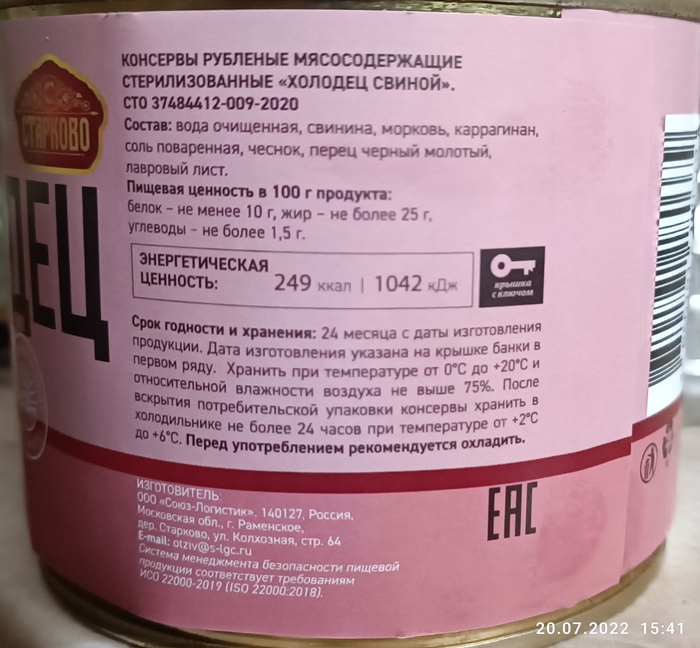 КОНСЕРВЫ РУБЛЕНЫЕ МЯСОСОДЕРЖАЩИЕ
СТЕРИЛИЗОВАННЫЕ «ХОЛОДЕЦ СВИНОЙ».
СТО 37484412-009-2020
СТАРКОВО
Состав: вода очищенная, свинина, морковь, каррагинан,
соль поваренная, чеснок, перец черный молотый,
лавровый лист.
Пищевая ценность в 100 г продукта:
белок – не менее 10 г, жир – не более 25 г,
углеводы – не более 1,5 г.
ДЕЦ
ЭНЕРГЕТИЧЕСКАЯ
ЦЕННОСТЬ:
249 ккал | 1042 кДж
крышка
с ключом
Срок годности и хранения: 24 месяца с даты изготовления
продукции. Дата изготовления указана на крышке банки в
первом ряду. Хранить при температуре от 0°С до +20°С и
относительной влажности воздуха не выше 75%. После
вскрытия потребительской упаковки консервы хранить в
холодильнике не более 24 часов при температуре от +2°С
до +6°С. Перед употреблением рекомендуется охладить.
ИЗГОТОВИТЕЛЬ:
ООО «Союз-Логистик», 140127, Россия,
Московская обл., г. Раменское,
дер. Старково, ул. Колхозная, стр. 64
E-mail: otziv@s-lgc.ru
Система менеджмента безопасности пищевой
продукции соответствует требованиям
ИСО 22000-2019 (ISO 22000:2018).
ЕАС
20.07.2022 15:41